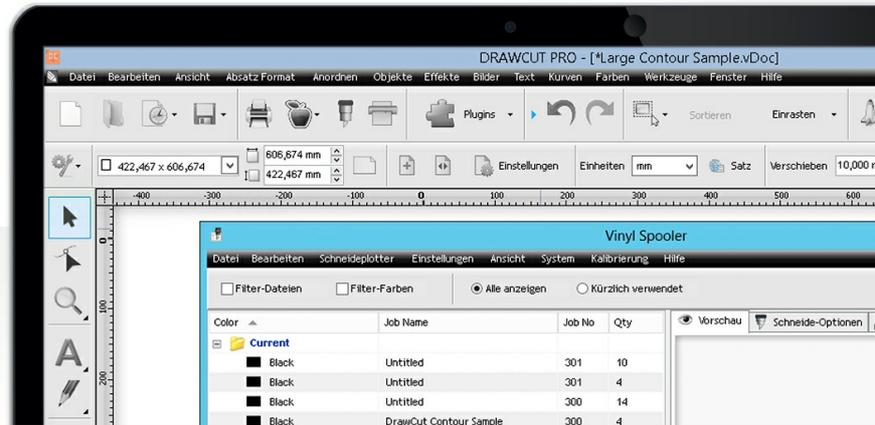 DRAWCUT PRO - [*Large Contour Sample.vDoc]
Datei Bearbeiten Ansicht Absatz Format Anordnen Objekte Effekte Bilder Text Kurven Farben Werkzeuge Fenster Hilfe
Plugins Sortieren Einrasten
422,467 x 606,674 606,674 mm Einstellungen Einheiten mm Satz Verschieben 10,000
422,467 mm
-400 -300 -200 -100 0 100 200 300 400 500 600
0
100
200
Vinyl Spooler
Datei Bearbeiten Schneideplotter Einstellungen Ansicht System Kalibrierung Hilfe
Filter-Dateien Filter-Farben Alle anzeigen Kürzlich verwendet
Color Job Name Job No Qty Vorschau Schneide-Optionen
Current
Black Untitled 301 10
Black Untitled 301 4
Black Untitled 300 14
Black DrawCut Contour Sample 300 4
A